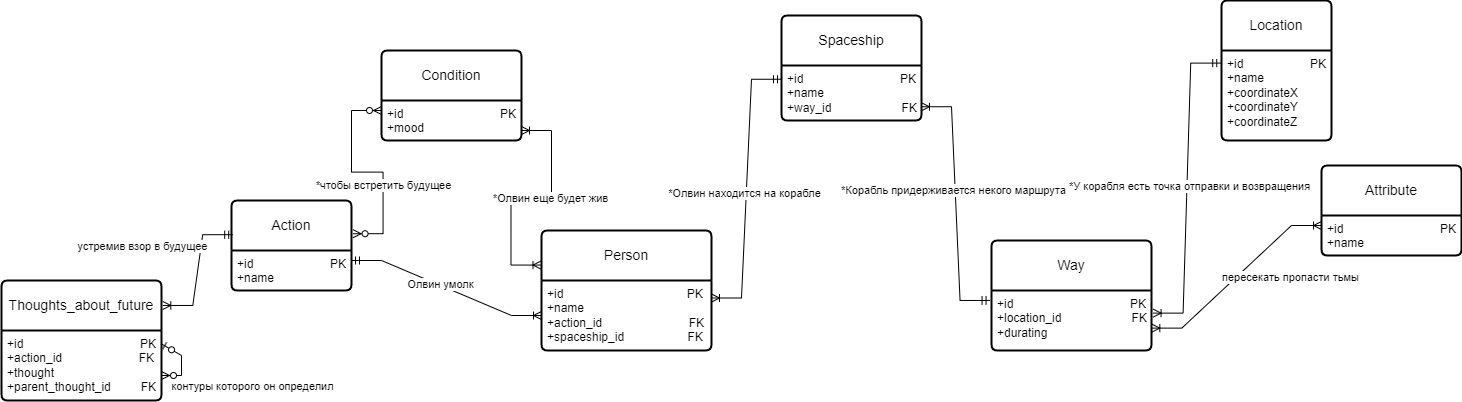 Location
+id PK
+name
+coordinateX
+coordinateY
+coordinateZ
Spaceship
+id PK
+name
+way_id FK
Condition
+id PK
+mood
*чтобы встретить будущее
*Олвин еще будет жив
*Олвин находится на корабле
*Корабль придерживается некого маршрута
*У корабля есть точка отправки и возвращения
Attribute
+id PK
+name
Action
+id PK
+name
устремив взор в будущее
Олвин умолк
Person
+id PK
+name
+action_id FK
+spaceship_id FK
Way
+id PK
+location_id FK
+durating
пересекать пропасти тьмы
Thoughts_about_future
+id PK
+action_id FK
+thought
+parent_thought_id FK
контуры которого он определил